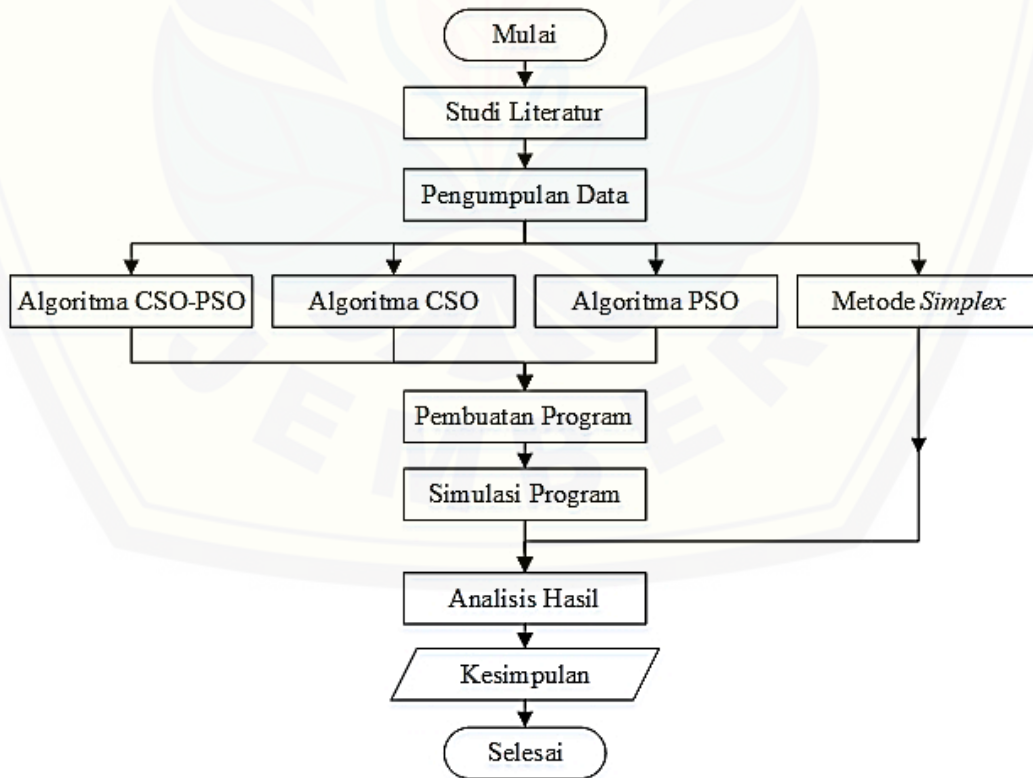 Mulai
Studi Literatur
Pengumpulan Data
Algoritma CSO-PSO
Algoritma CSO
Algoritma PSO
Metode Simplex
Pembuatan Program
Simulasi Program
Analisis Hasil
Kesimpulan
Selesai
JEMBER